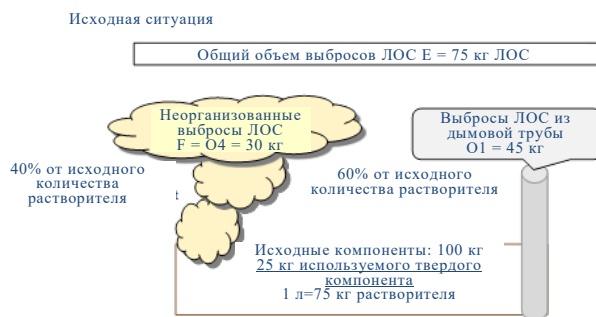 Исходная ситуация
Общий объем выбросов ЛОС E = 75 кг ЛОС
Неорганизованные
выбросы ЛОС
F = O4 = 30 кг
Выбросы ЛОС из
дымовой трубы
O1 = 45 кг
40% от исходного
количества
растворителя
t
60% от исходного
количества растворителя
Исходные компоненты: 100 кг
25 кг используемого твердого
компонента
1 л=75 кг растворителя